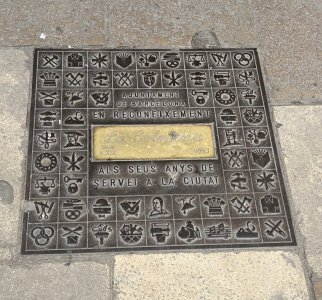 AJUNTAMENT
DE BARCELONA
EN RECONEIXEMENT
ALS SEUS ANYS DE
SERVEI A LA CIUTAT